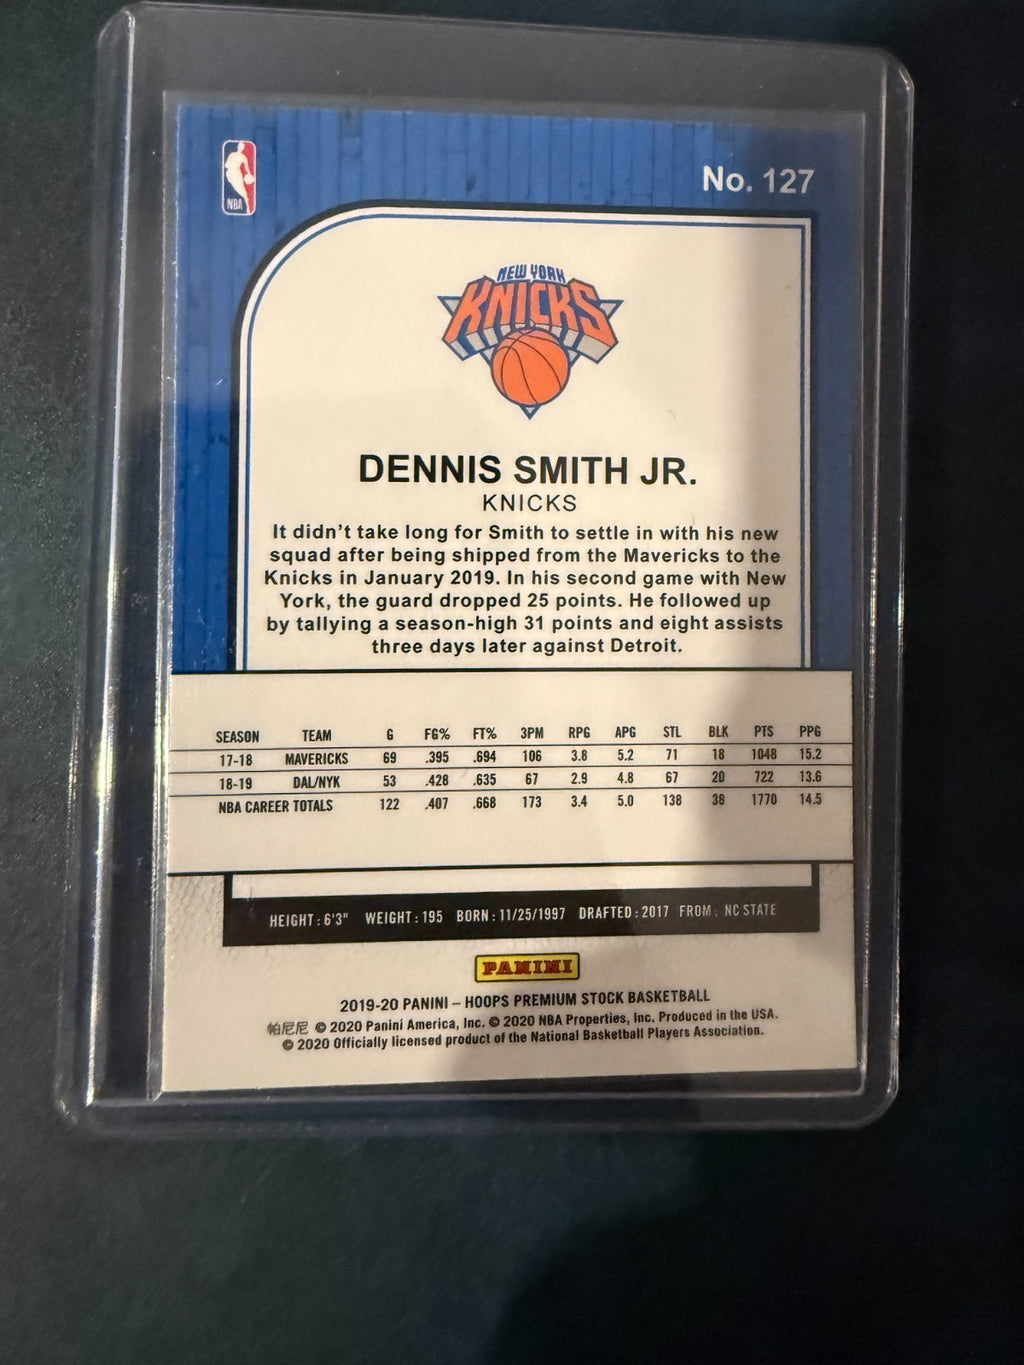 NBA
No. 127
NEW YORK
KNICKS
DENNIS SMITH JR.
KNICKS
It didn't take long for Smith to settle in with his new
squad after being shipped from the Mavericks to the
Knicks in January 2019. In his second game with New
York, the guard dropped 25 points. He followed up
by tallying a season-high 31 points and eight assists
three days later against Detroit.
SEASON TEAM G FG% FT% 3PM RPG APG STL BLK PTS PPG
17-18 MAVERICKS 69 .395 .694 106 3.8 5.2 71 18 1048 15.2
18-19 DAL/NYK 53 .428 .635 67 2.9 4.8 67 20 722 13.6
NBA CAREER TOTALS 122 .407 .668 173 3.4 5.0 138 38 1770 14.5
HEIGHT: 6'3" WEIGHT: 195 BORN: 11/25/1997 DRAFTED: 2017 FROM: NC STATE
PANINI
2019-20 PANINI – HOOPS PREMIUM STOCK BASKETBALL
帕尼尼 © 2020 Panini America, Inc. © 2020 NBA Properties, Inc. Produced in the USA.
© 2020 Officially licensed product of the National Basketball Players Association.